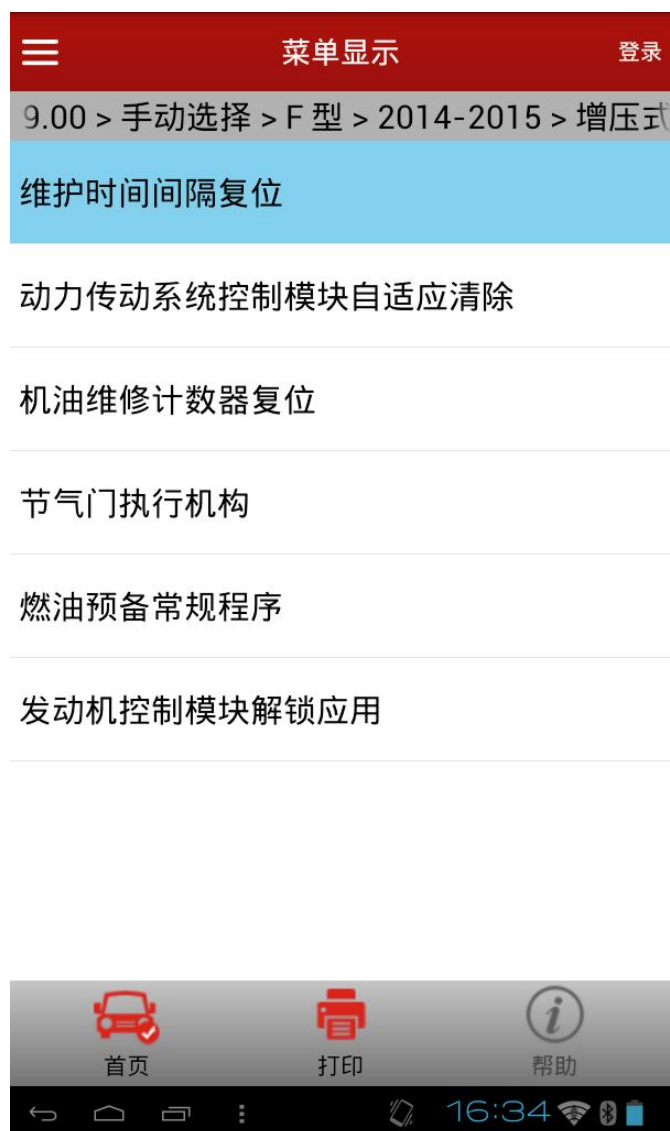 菜单显示 登录
9.00 > 手动选择 > F 型 > 2014-2015 > 增压式
维护时间间隔复位
动力传动系统控制模块自适应清除
机油维修计数器复位
节气门执行机构
燃油预备常规程序
发动机控制模块解锁应用
首页 打印 帮助
16:34